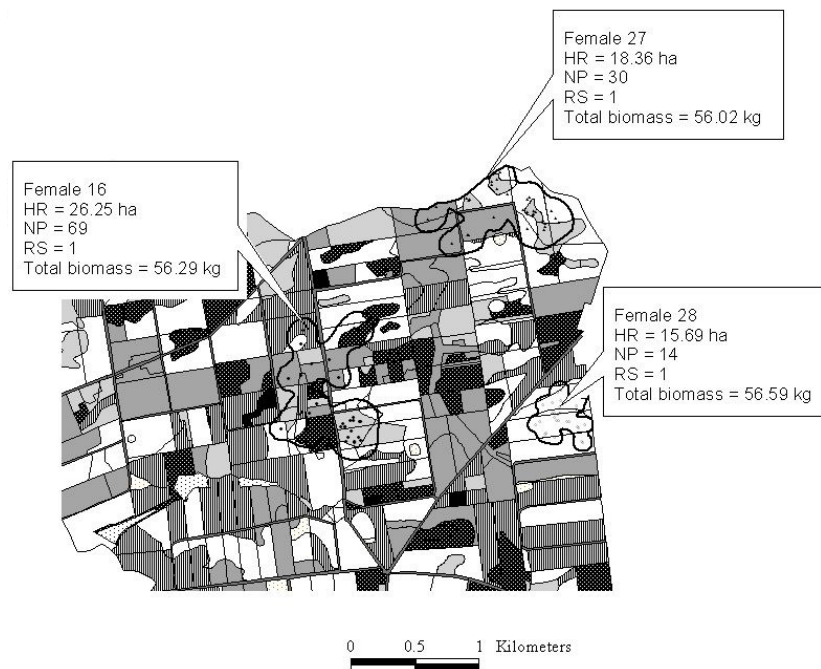 Female 27
HR = 18.36 ha
NP = 30
RS = 1
Total biomass = 56.02 kg
Female 16
HR = 26.25 ha
NP = 69
RS = 1
Total biomass = 56.29 kg
Female 28
HR = 15.69 ha
NP = 14
RS = 1
Total biomass = 56.59 kg
0 0.5 1 Kilometers